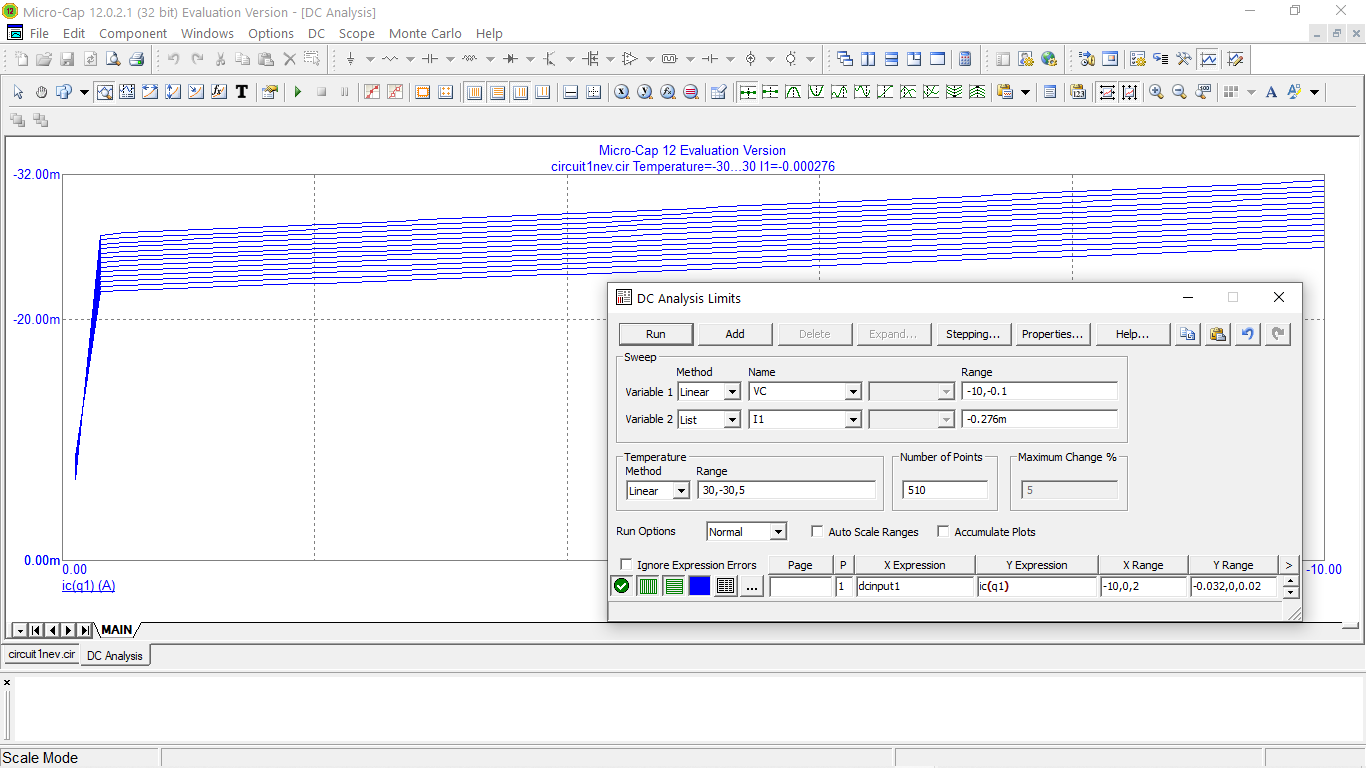 Micro-Cap 12.0.2.1 (32 bit) Evaluation Version - [DC Analysis]
File Edit Component Windows Options DC Scope Monte Carlo Help
Micro-Cap 12 Evaluation Version
circuit1nev.cir Temperature=-30...30 I1=-0.000276
-32.00m
-20.00m
0.00m
0.00
-10.00
ic(q1) (A)
DC Analysis Limits
Run Add Delete Expand... Stepping... Properties... Help...
Sweep
Method Name Range
Variable 1 Linear VC -10,-0.1
Variable 2 List I1 -0.276m
Temperature Number of Points Maximum Change %
Method Range
Linear 30,-30,5 510 5
Run Options Normal Auto Scale Ranges Accumulate Plots
Ignore Expression Errors Page P X Expression Y Expression X Range Y Range >
... 1 dcinput1 ic(q1) -10,0,2 -0.032,0,0.02
MAIN
circuit1nev.cir DC Analysis
Scale Mode